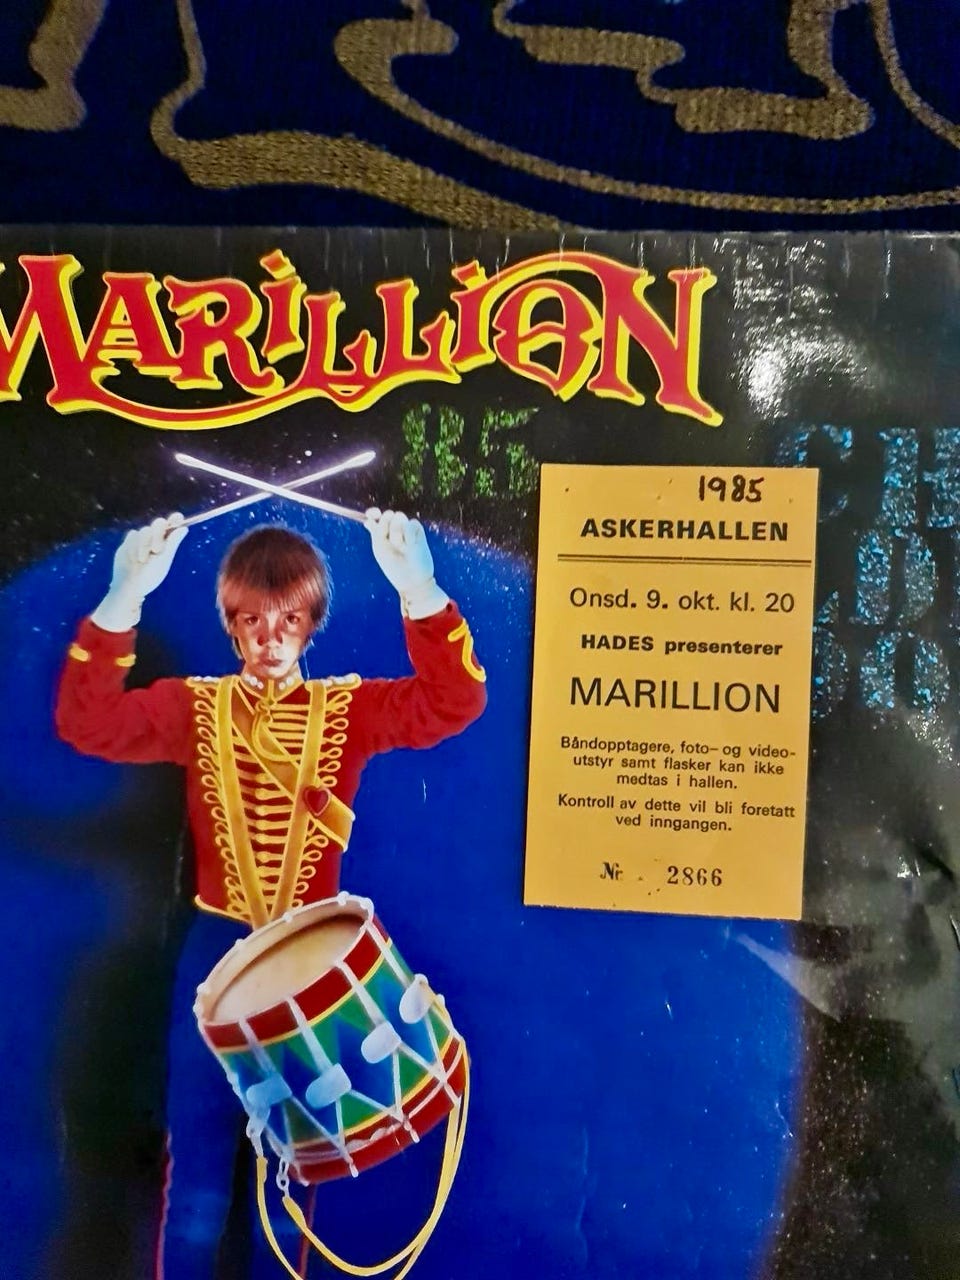 MARILLION
85
1985
ASKERHALLEN
Onsd. 9. okt. kl. 20
HADES presenterer
MARILLION
Båndopptagere, foto- og video-
utstyr samt flasker kan ikke
medtas i hallen.
Kontroll av dette vil bli foretatt
ved inngangen.
Nr. 2866